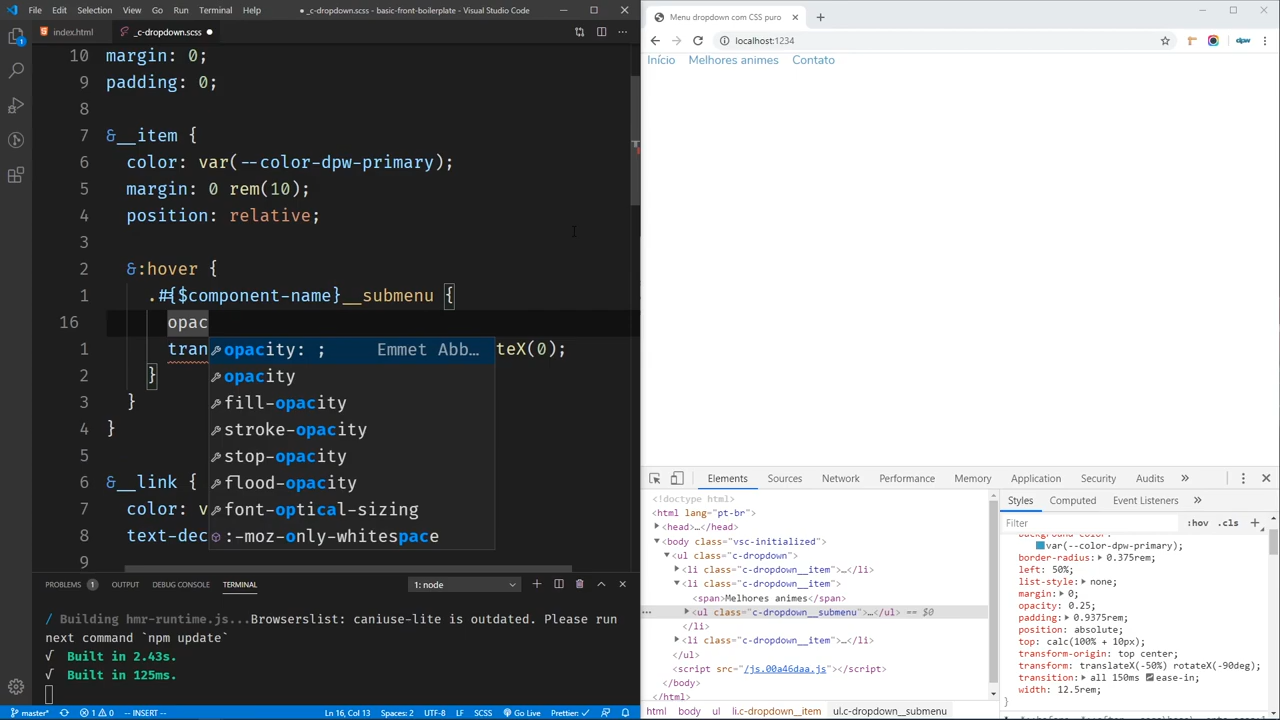 File Edit Selection View Go Run Terminal Help ● _c-dropdown.scss - basic-front-boilerplate - Visual Studio Code
index.html _c-dropdown.scss ●
10 margin: 0;
9 padding: 0;
8
7 &__item {
6 color: var(--color-dpw-primary);
5 margin: 0 rem(10);
4 position: relative;
3
2 &:hover {
1 .#{$component-name}__submenu {
16 opac
1 tran teX(0);
2 }
3 }
4 }
5
6 &__link {
7 color: v
8 text-dec
9
opacity: ; Emmet Abb...
opacity
fill-opacity
stroke-opacity
stop-opacity
flood-opacity
font-optical-sizing
:-moz-only-whitespace
PROBLEMS 1 OUTPUT DEBUG CONSOLE TERMINAL 1: node
/ Building hmr-runtime.js...Browserslist: caniuse-lite is outdated. Please run
next command `npm update`
√ Built in 2.43s.
√ Built in 125ms.
master* 1 0 -- INSERT -- Ln 16, Col 13 Spaces: 2 UTF-8 LF SCSS Go Live Prettier: ✓
Menu dropdown com CSS puro
localhost:1234 dpw
Início Melhores animes Contato
Elements Sources Network Performance Memory Application Security Audits »
<!doctype html>
<html lang="pt-br">
<head>…</head>
<body class="vsc-initialized">
<ul class="c-dropdown">
<li class="c-dropdown__item">…</li>
<li class="c-dropdown__item">
<span>Melhores animes</span>
… <ul class="c-dropdown__submenu">…</ul> == $0
</li>
<li class="c-dropdown__item">…</li>
</ul>
<script src="/js.00a46daa.js"></script>
</body>
</html>
html body ul li.c-dropdown__item ul.c-dropdown__submenu
Styles Computed Event Listeners »
Filter :hov .cls +
background-color:
var(--color-dpw-primary);
border-radius: 0.375rem;
left: 50%;
list-style: none;
margin: 0;
opacity: 0.25;
padding: 0.9375rem;
position: absolute;
top: calc(100% + 10px);
transform-origin: top center;
transform: translateX(-50%) rotateX(-90deg);
transition: all 150ms ease-in;
width: 12.5rem;
}